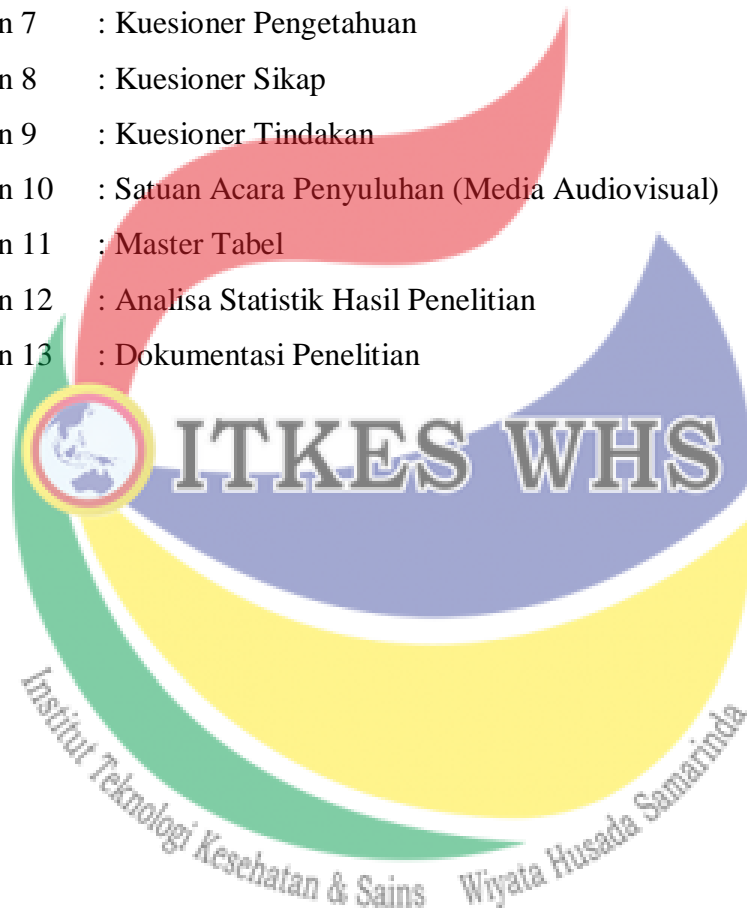 n 7 : Kuesioner Pengetahuan
n 8 : Kuesioner Sikap
n 9 : Kuesioner Tindakan
n 10 : Satuan Acara Penyuluhan (Media Audiovisual)
n 11 : Master Tabel
n 12 : Analisa Statistik Hasil Penelitian
n 13 : Dokumentasi Penelitian
ITKES WHS
Institut Teknologi Kesehatan & Sains Wiyata Husada Samarinda